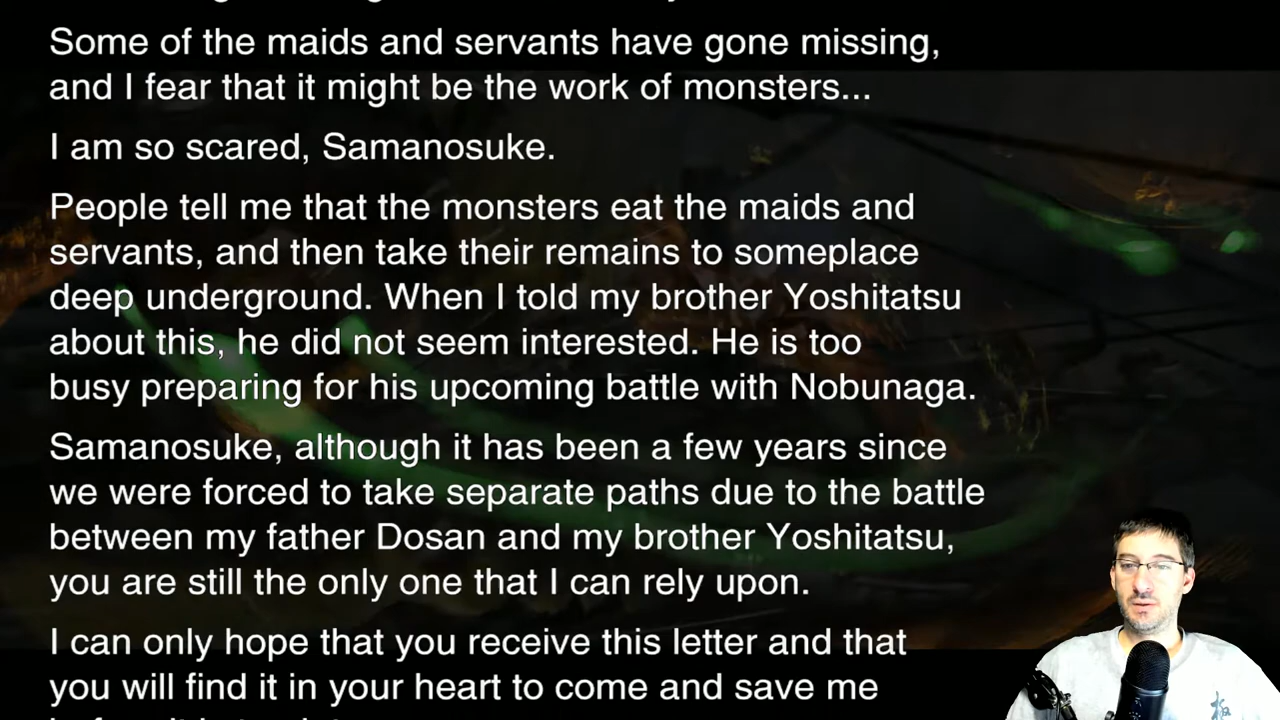 Some of the maids and servants have gone missing,
and I fear that it might be the work of monsters...
I am so scared, Samanosuke.
People tell me that the monsters eat the maids and
servants, and then take their remains to someplace
deep underground. When I told my brother Yoshitatsu
about this, he did not seem interested. He is too
busy preparing for his upcoming battle with Nobunaga.
Samanosuke, although it has been a few years since
we were forced to take separate paths due to the battle
between my father Dosan and my brother Yoshitatsu,
you are still the only one that I can rely upon.
I can only hope that you receive this letter and that
you will find it in your heart to come and save me